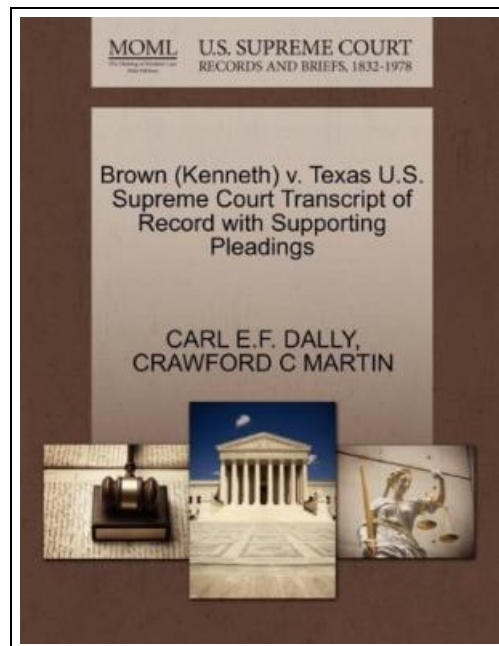 MOML
U.S. SUPREME COURT
RECORDS AND BRIEFS, 1832-1978
Brown (Kenneth) v. Texas U.S.
Supreme Court Transcript of
Record with Supporting
Pleadings
CARL E.F. DALLY,
CRAWFORD C MARTIN